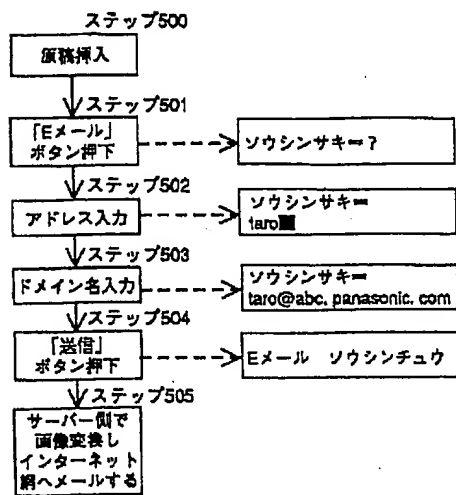 ステップ500
原稿挿入
ステップ501
「Eメール」
ボタン押下
ソウシンサキ=?
ステップ502
アドレス入力
ソウシンサキ=
taro
ステップ503
ドメイン名入力
ソウシンサキ=
taro@abc.panasonic.com
ステップ504
「送信」
ボタン押下
Eメール ソウシンチュウ
ステップ505
サーバー側で
画像変換し
インターネット
網へメールする